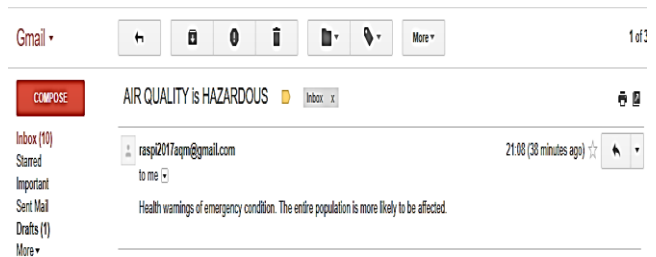 Gmail
More
1 of 3
COMPOSE
AIR QUALITY is HAZARDOUS
Inbox x
Inbox (10)
Starred
Important
Sent Mail
Drafts (1)
More
raspi2017aqm@gmail.com
21:08 (38 minutes ago)
to me
Health warnings of emergency condition. The entire population is more likely to be affected.